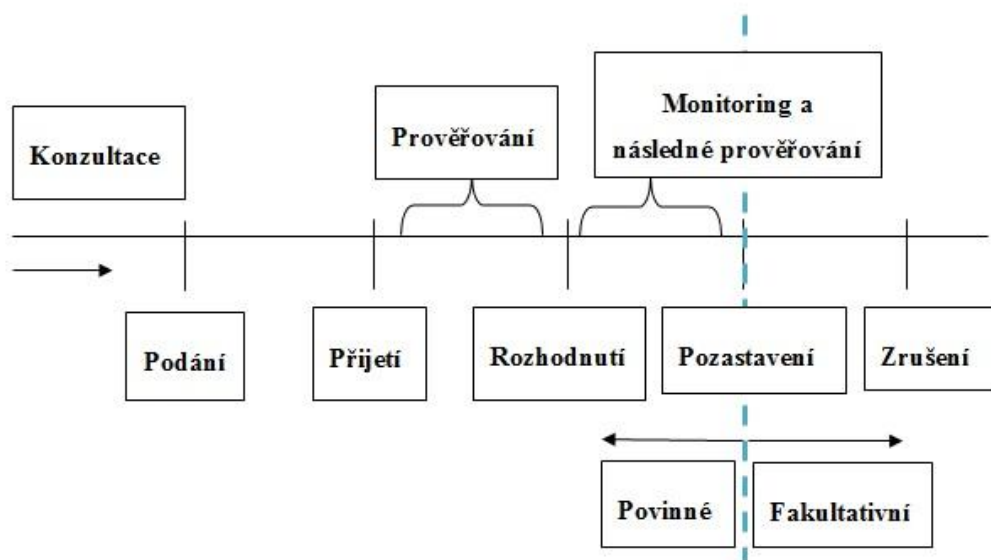 Konzultace
Prověřování
Monitoring a
následné prověřování
Podání
Přijetí
Rozhodnutí
Pozastavení
Zrušení
Povinné
Fakultativní